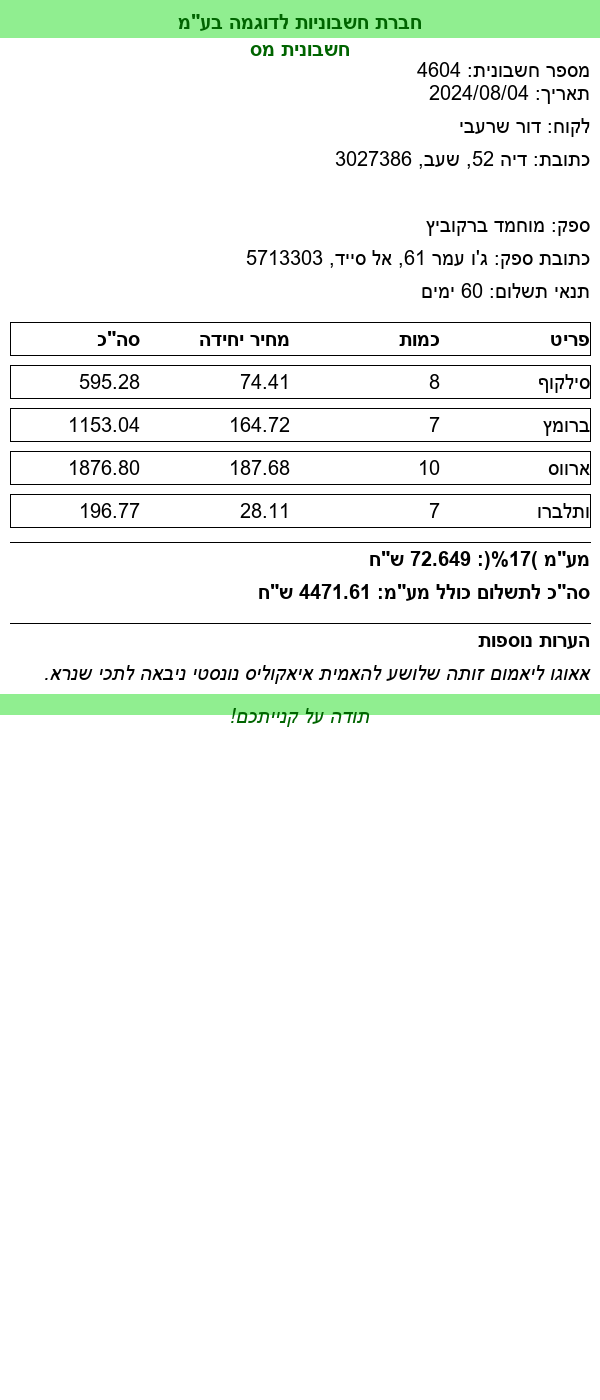 חברת חשבוניות לדוגמה בע"מ
חשבונית מס
מספר חשבונית: 4604
תאריך: 2024/08/04
לקוח: דור שרעבי
כתובת: דיה 52, שעב, 3027386
ספק: מוחמד ברקוביץ
כתובת ספק: ג'ו עמר 61, אל סייד, 5713303
תנאי תשלום: 60 ימים
פריט כמות מחיר יחידה סה"כ
סילקוף 8 74.41 595.28
ברומץ 7 164.72 1153.04
ארווס 10 187.68 1876.80
ותלברו 7 28.11 196.77
מע"מ )17%(: 72.649 ש"ח
סה"כ לתשלום כולל מע"מ: 4471.61 ש"ח
הערות נוספות
אאוגו ליאמום זותה שלושע להאמית איאקוליס נונסטי ניבאה לתכי שנרא.
תודה על קנייתכם!